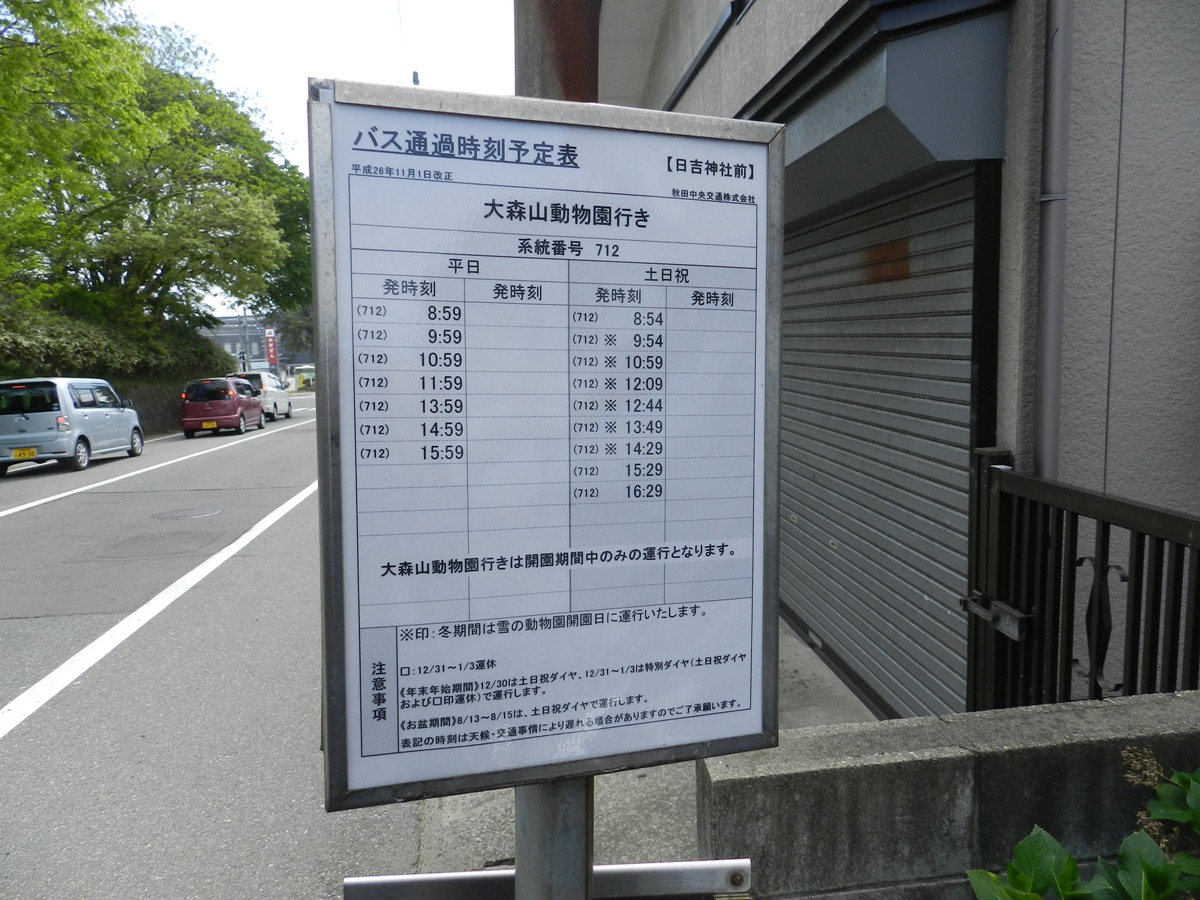 バス通過時刻予定表
【日吉神社前】
平成26年11月1日改正
秋田中央交通株式会社
大森山動物園行き
系統番号 712
平日 土日祝
発時刻 発時刻 発時刻 発時刻
(712) 8:59 (712) 8:54
(712) 9:59 (712) ※ 9:54
(712) 10:59 (712) ※ 10:59
(712) 11:59 (712) ※ 12:09
(712) 13:59 (712) ※ 12:44
(712) 14:59 (712) ※ 13:49
(712) 15:59 (712) ※ 14:29
(712) 15:29
(712) 16:29
大森山動物園行きは開園期間中のみの運行となります。
注意事項
※印:冬期間は雪の動物園開園日に運行いたします。
口:12/31～1/3運休
《年末年始期間》12/30は土日祝ダイヤ、12/31～1/3は特別ダイヤ(土日祝ダイヤ
および口印運休)で運行します。
《お盆期間》8/13～8/15は、土日祝ダイヤで運行します。
表記の時刻は天候・交通事情により遅れる場合がありますのでご了承願います。